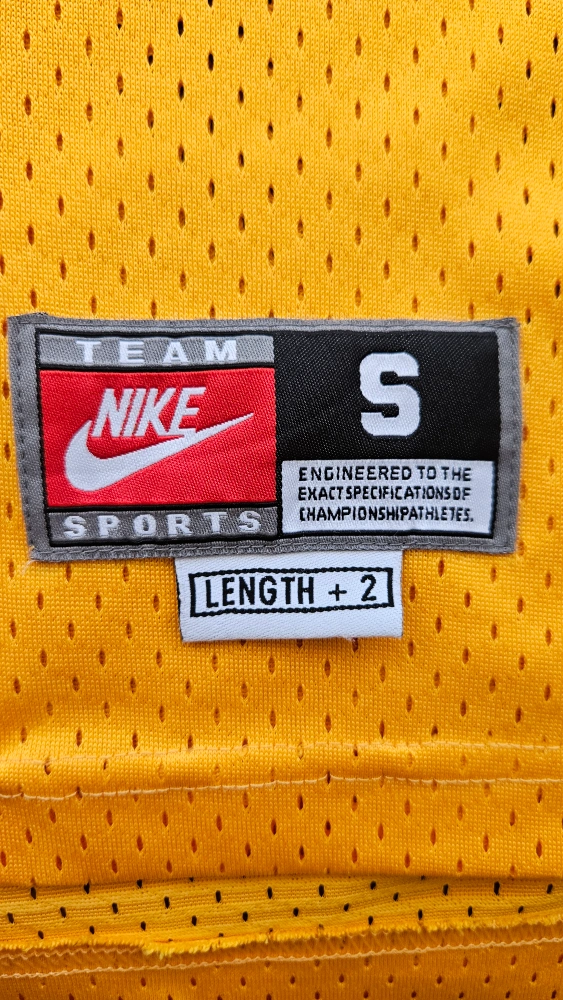 TEAM
NIKE
SPORTS
S
ENGINEERED TO THE
EXACT SPECIFICATIONS OF
CHAMPIONSHIP ATHLETES.
LENGTH + 2